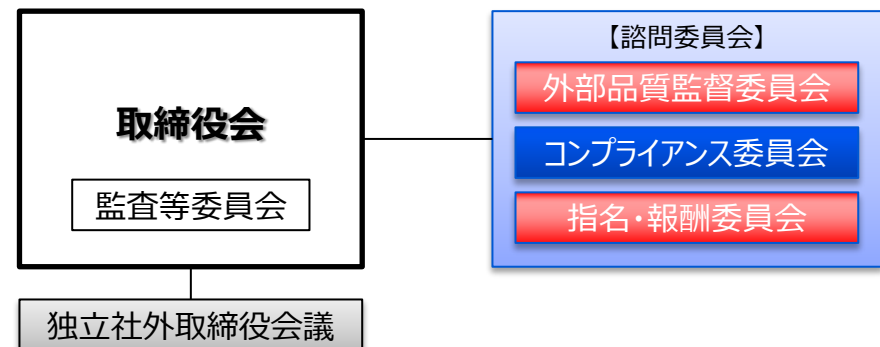 取締役会
監査等委員会
独立社外取締役会議
【諮問委員会】
外部品質監督委員会
コンプライアンス委員会
指名・報酬委員会